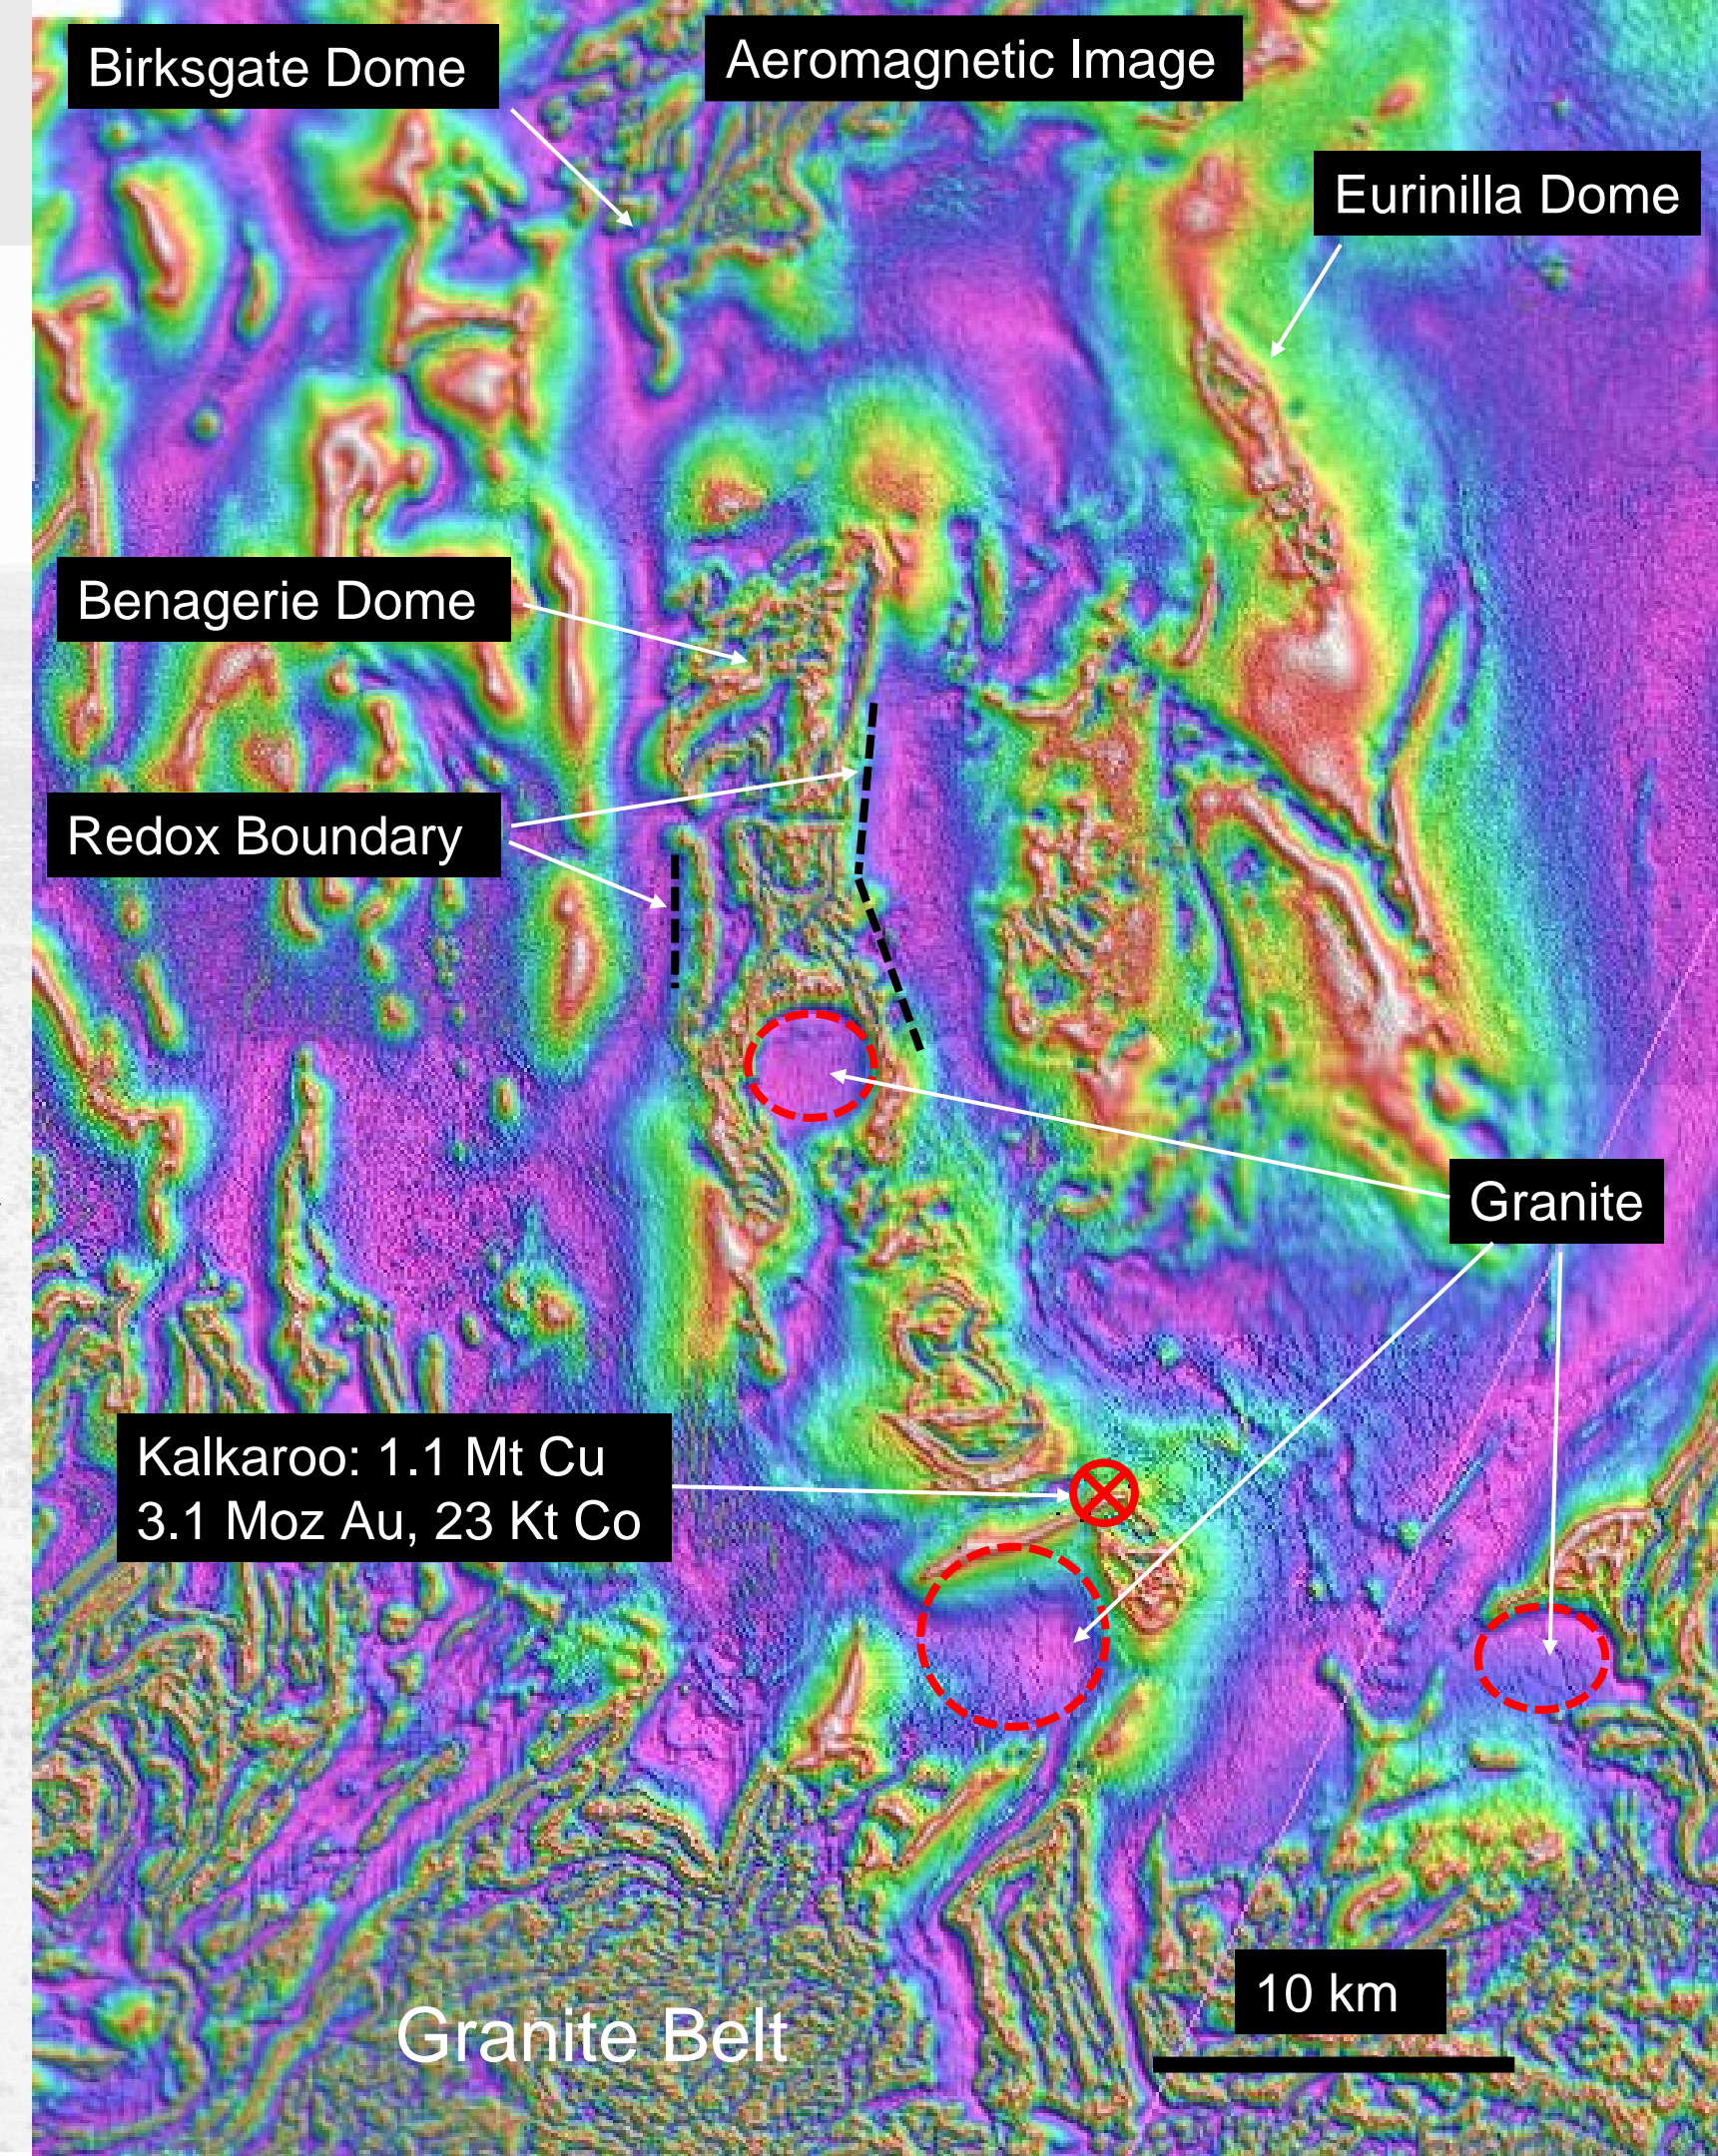 Birksgate Dome
Aeromagnetic Image
Eurinilla Dome
Benagerie Dome
Redox Boundary
Granite
Kalkaroo: 1.1 Mt Cu
3.1 Moz Au, 23 Kt Co
10 km
Granite Belt